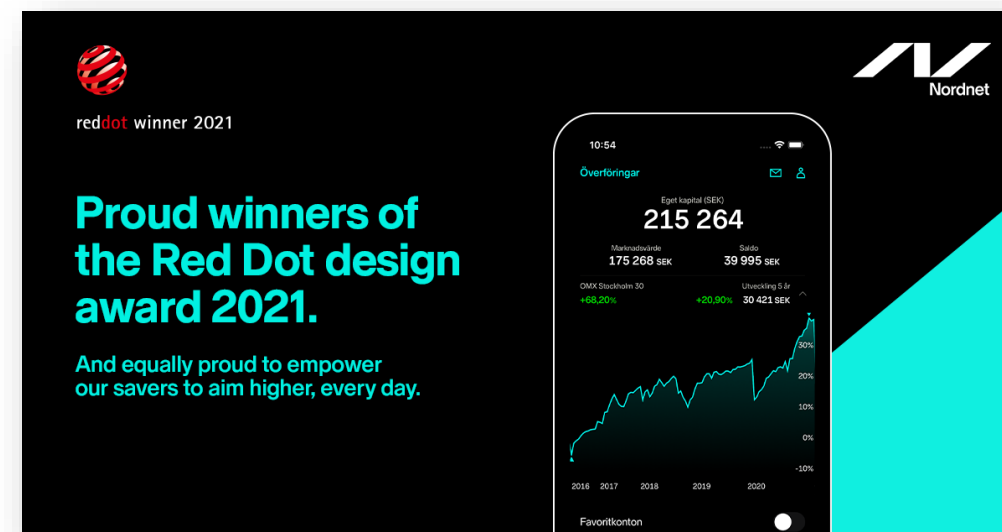 reddot winner 2021
Nordnet
Proud winners of
the Red Dot design
award 2021.
And equally proud to empower
our savers to aim higher, every day.
10:54
Överföringar
Eget kapital (SEK)
215 264
Marknadsvärde Saldo
175 268 SEK 39 995 SEK
OMX Stockholm 30 Utveckling 5 år
+68,20% +20,90% 30 421 SEK
30%
20%
10%
0%
-10%
2016 2017 2018 2019 2020
Favoritkonton